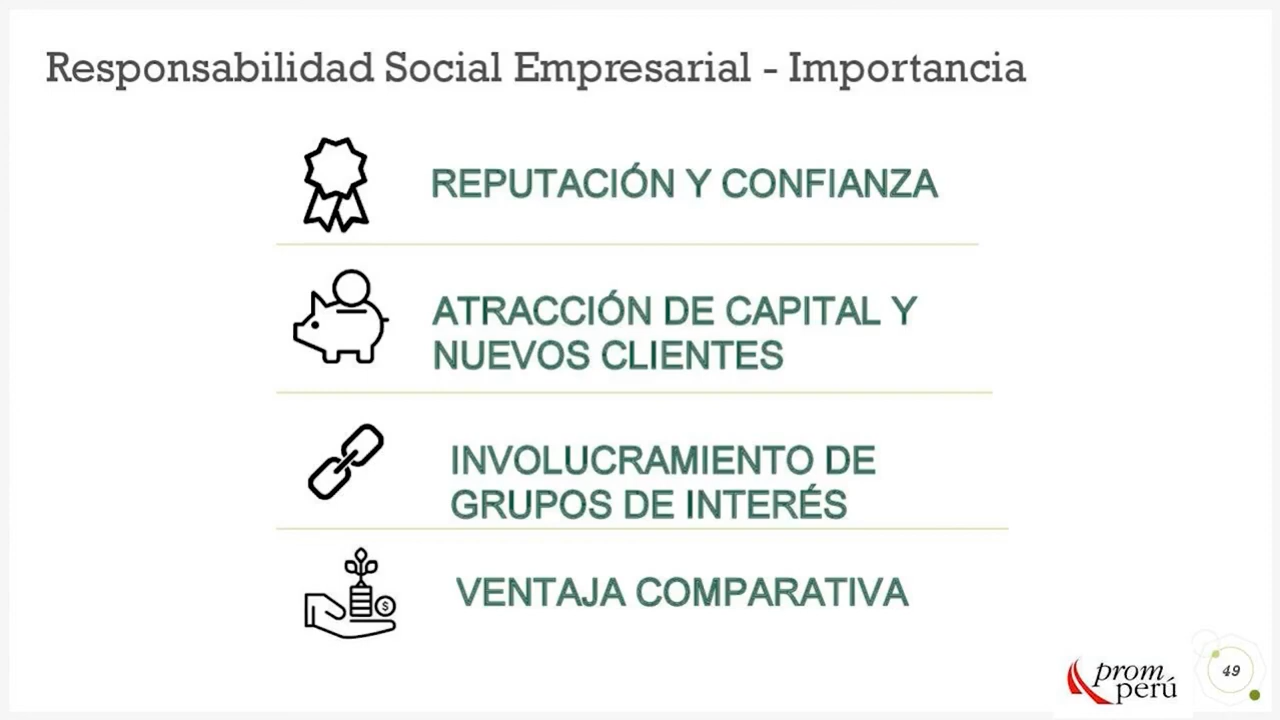 Responsabilidad Social Empresarial - Importancia
REPUTACIÓN Y CONFIANZA
ATRACCIÓN DE CAPITAL Y
NUEVOS CLIENTES
INVOLUCRAMIENTO DE
GRUPOS DE INTERÉS
$
VENTAJA COMPARATIVA
prom
perú
49